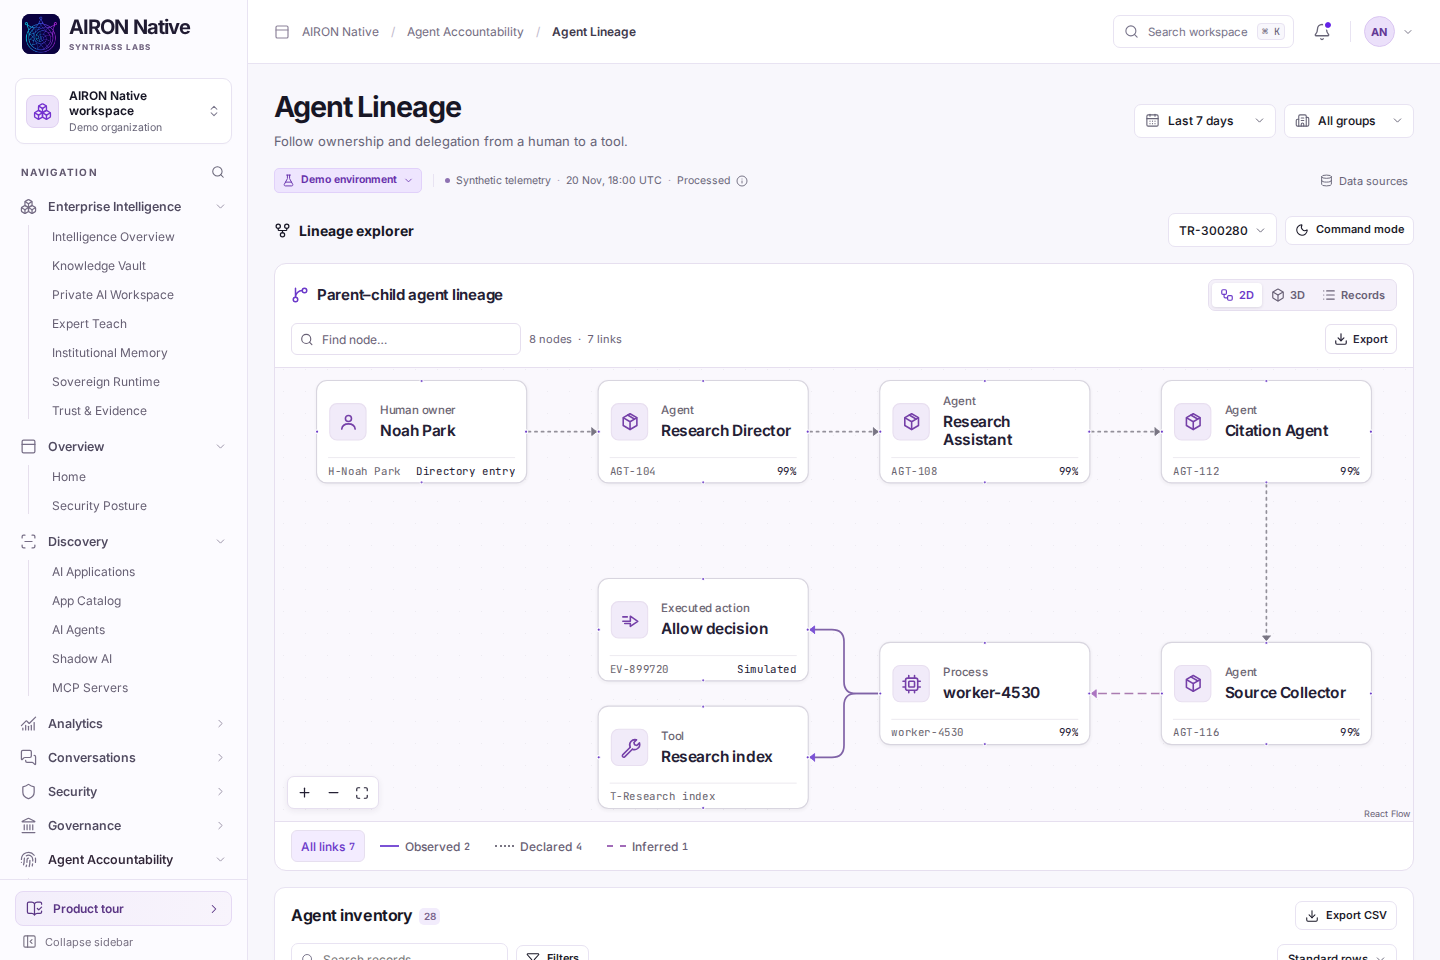 AIRON Native
SYNTRIASS LABS
AIRON Native
workspace
Demo organization
NAVIGATION
Enterprise Intelligence
Intelligence Overview
Knowledge Vault
Private AI Workspace
Expert Teach
Institutional Memory
Sovereign Runtime
Trust & Evidence
Overview
Home
Security Posture
Discovery
AI Applications
App Catalog
AI Agents
Shadow AI
MCP Servers
Analytics
Conversations
Security
Governance
Agent Accountability
Product tour
Collapse sidebar
AIRON Native / Agent Accountability / Agent Lineage
Search workspace ⌘ K
AN
Agent Lineage
Follow ownership and delegation from a human to a tool.
Last 7 days
All groups
Demo environment
Synthetic telemetry · 20 Nov, 18:00 UTC · Processed
Data sources
Lineage explorer
TR-300280
Command mode
Parent–child agent lineage
2D
3D
Records
Find node...
8 nodes · 7 links
Export
Human owner
Noah Park
H-Noah Park Directory entry
Agent
Research Director
AGT-104 99%
Agent
Research
Assistant
AGT-108 99%
Agent
Citation Agent
AGT-112 99%
Executed action
Allow decision
EV-899720 Simulated
Process
worker-4530
worker-4530 99%
Agent
Source Collector
AGT-116 99%
Tool
Research index
T-Research index
React Flow
All links 7
Observed 2
Declared 4
Inferred 1
Agent inventory 28
Export CSV
Search records
Filters
Standard rows